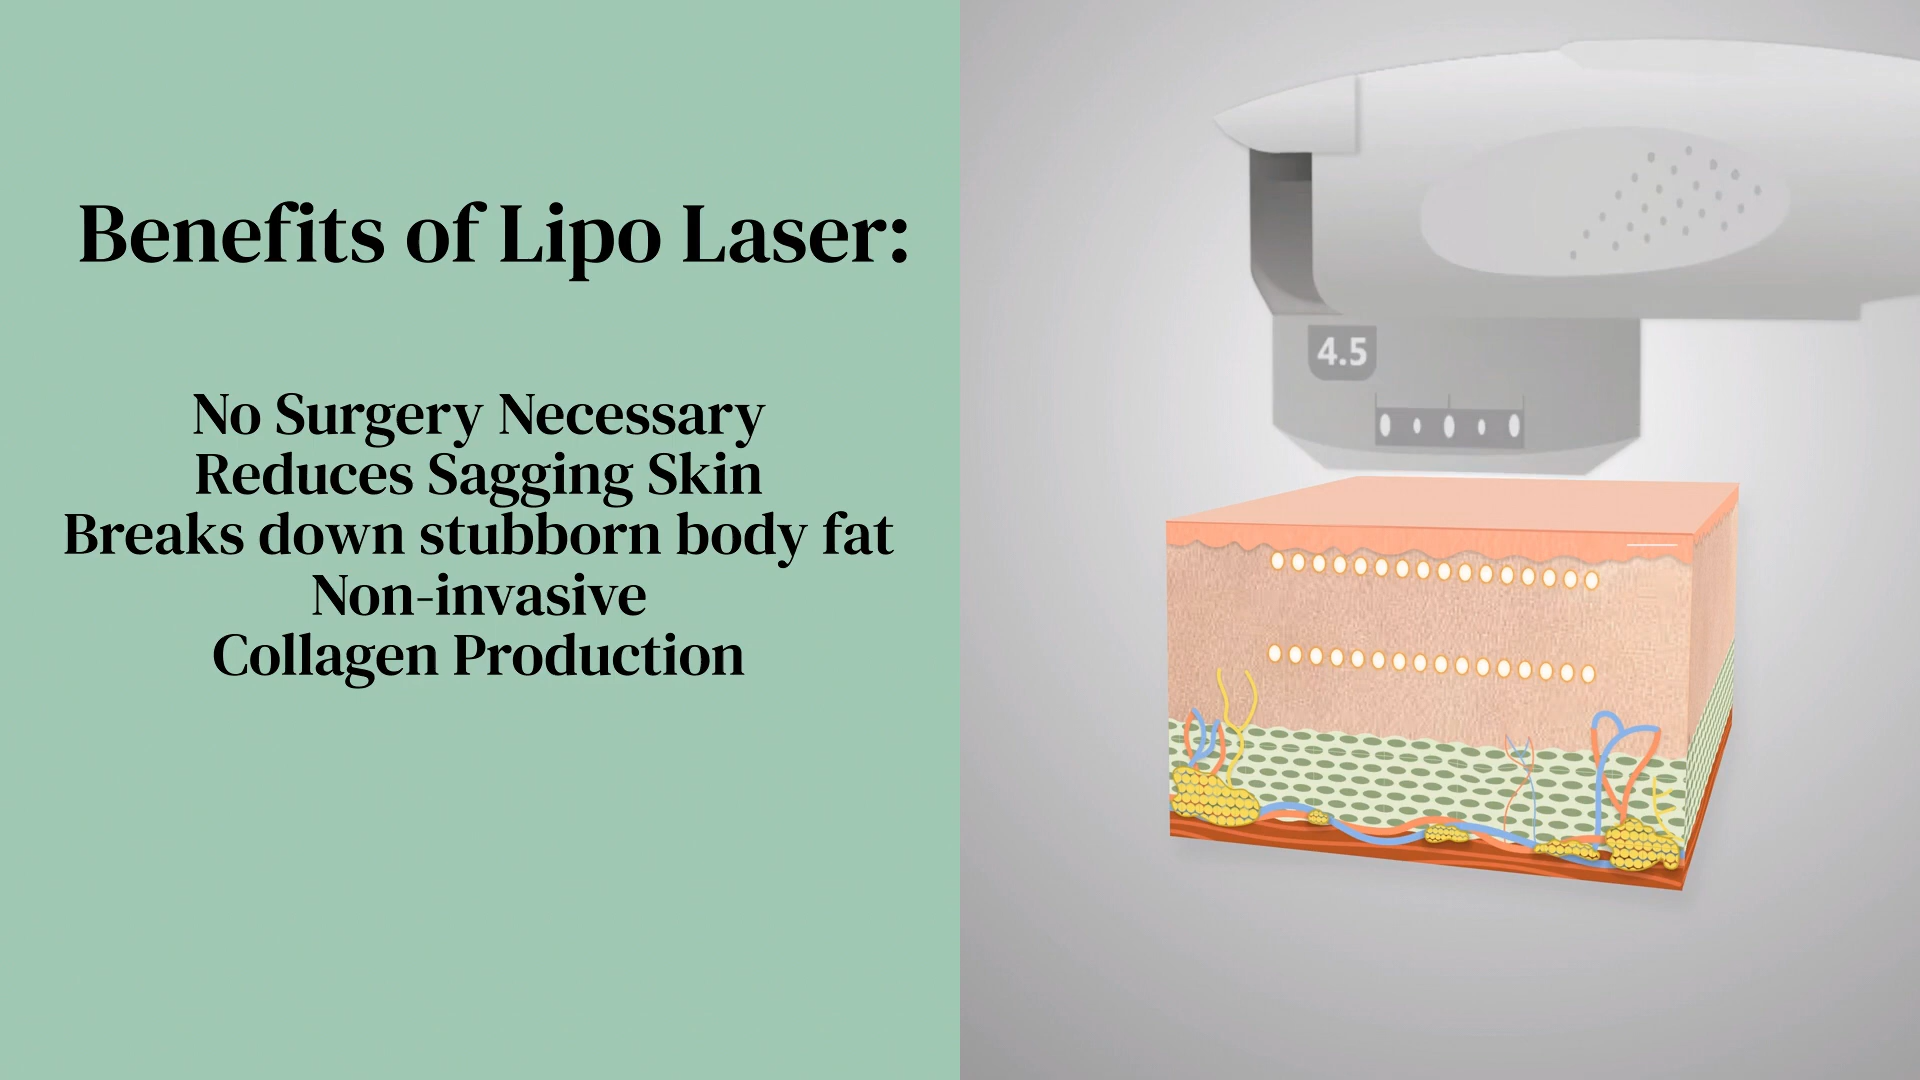 Benefits of Lipo Laser:
No Surgery Necessary
Reduces Sagging Skin
Breaks down stubborn body fat
Non-invasive
Collagen Production
4.5